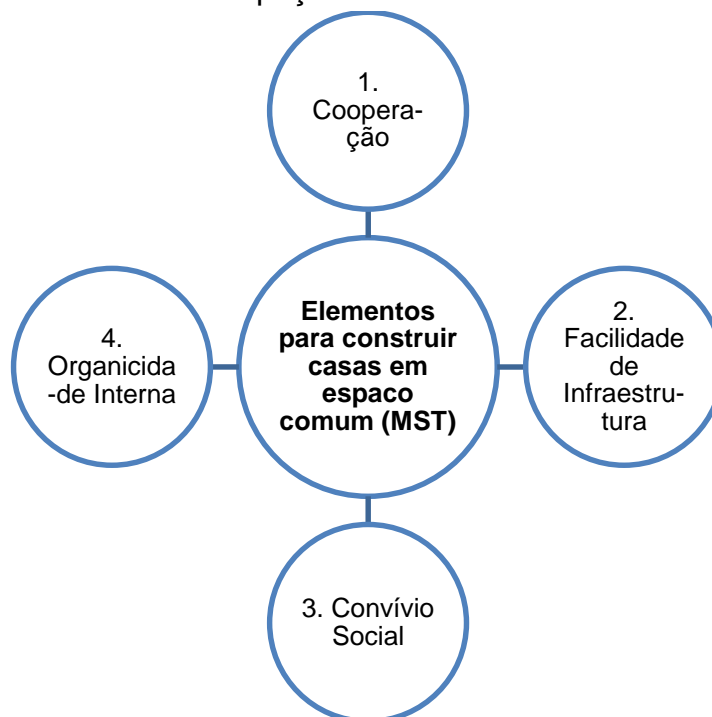 1.
Coopera-
ção
Elementos
para construir
casas em
espaco
comum (MST)
2.
Facilidade
de
Infraestru-
tura
3. Convívio
Social
4.
Organicida
-de Interna